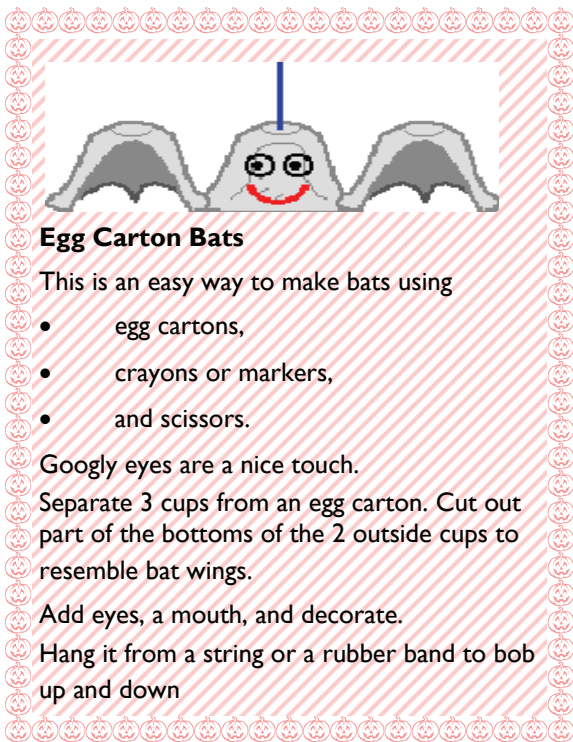 Egg Carton Bats
This is an easy way to make bats using
• egg cartons,
• crayons or markers,
• and scissors.
Googly eyes are a nice touch.
Separate 3 cups from an egg carton. Cut out
part of the bottoms of the 2 outside cups to
resemble bat wings.
Add eyes, a mouth, and decorate.
Hang it from a string or a rubber band to bob
up and down